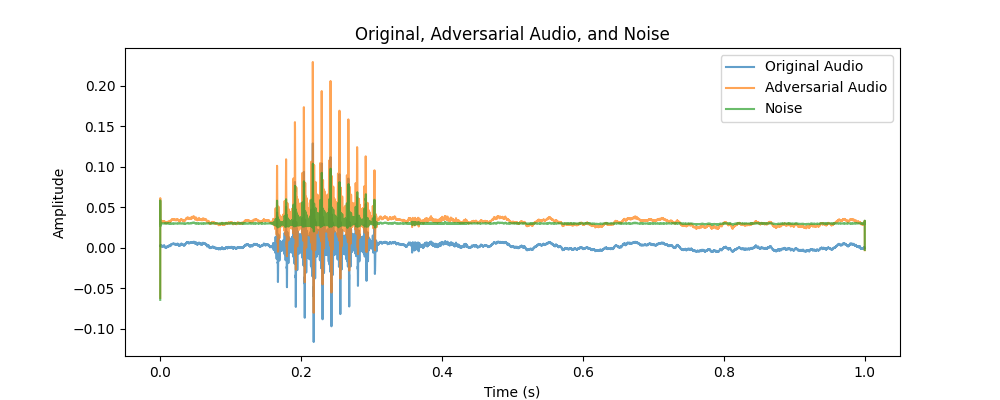 Original, Adversarial Audio, and Noise
Original Audio
Adversarial Audio
Noise
Amplitude
0.20
0.15
0.10
0.05
0.00
−0.05
−0.10
0.0
0.2
0.4
0.6
0.8
1.0
Time (s)